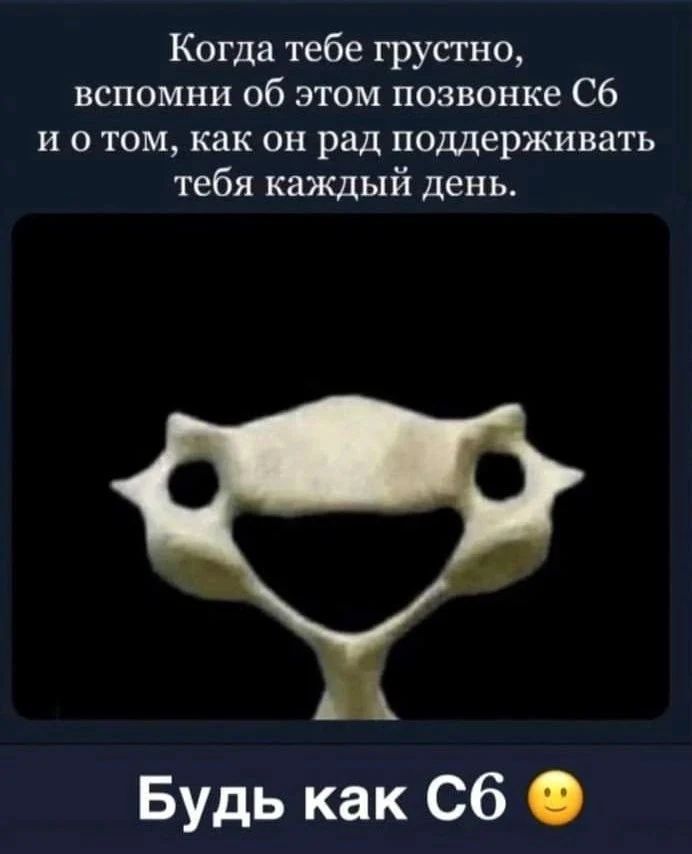 Когда тебе грустно,
вспомни об этом позвонке С6
и о том, как он рад поддерживать
тебя каждый день.
Будь как С6 🙂